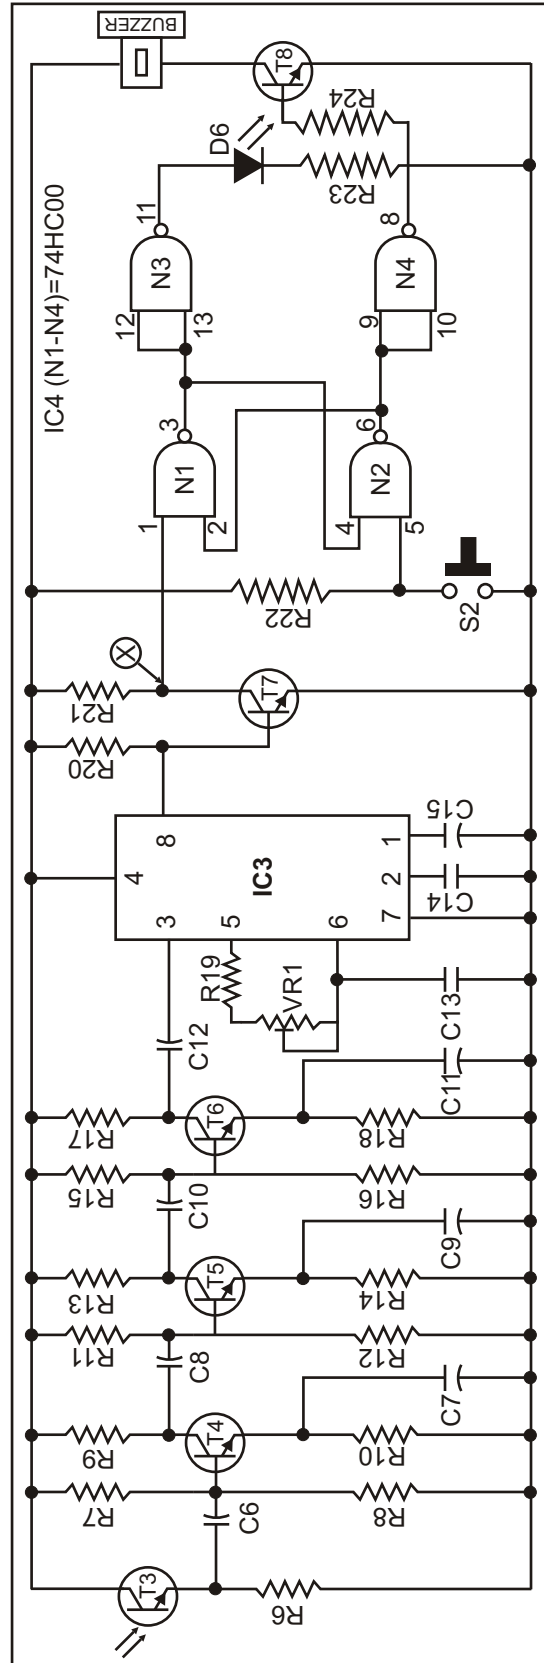 IC4 (N1-N4)=74HC00
BUZZER
T8
R24
D6
R23
11
N3
12
13
8
N4
9
10
3
N1
1
2
6
N2
4
5
R22
S2
X
R21
T7
R20
8
4
IC3
3
5
6
1
2
7
C15
C14
R19
VR1
C13
C12
R17
T6
C11
R18
R15
C10
R16
R13
T5
C9
R14
R11
C8
R12
R9
T4
C7
R10
R7
C6
R8
T3
R6